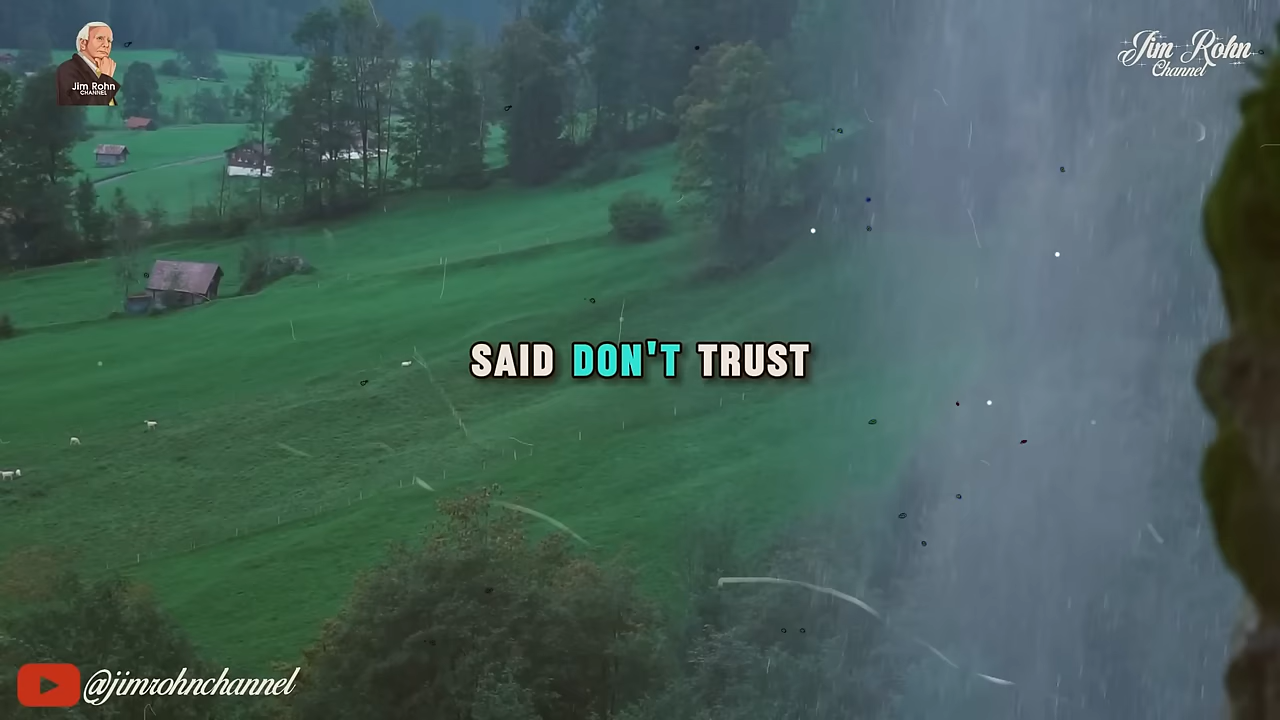 Jim Rohn
CHANNEL
Jim Rohn
Channel
SAID DON'T TRUST
@jimrohnchannel